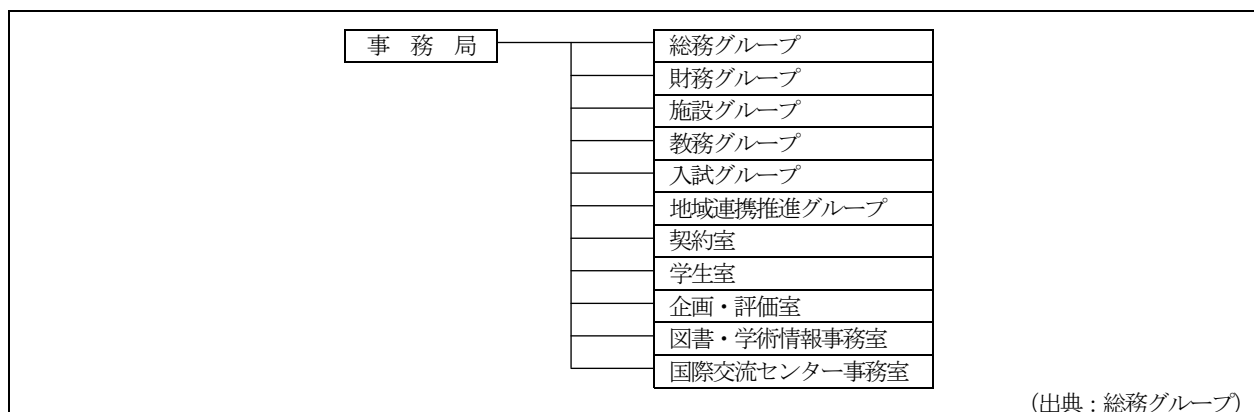 事 務 局
総務グループ
財務グループ
施設グループ
教務グループ
入試グループ
地域連携推進グループ
契約室
学生室
企画・評価室
図書・学術情報事務室
国際交流センター事務室
(出典:総務グループ)